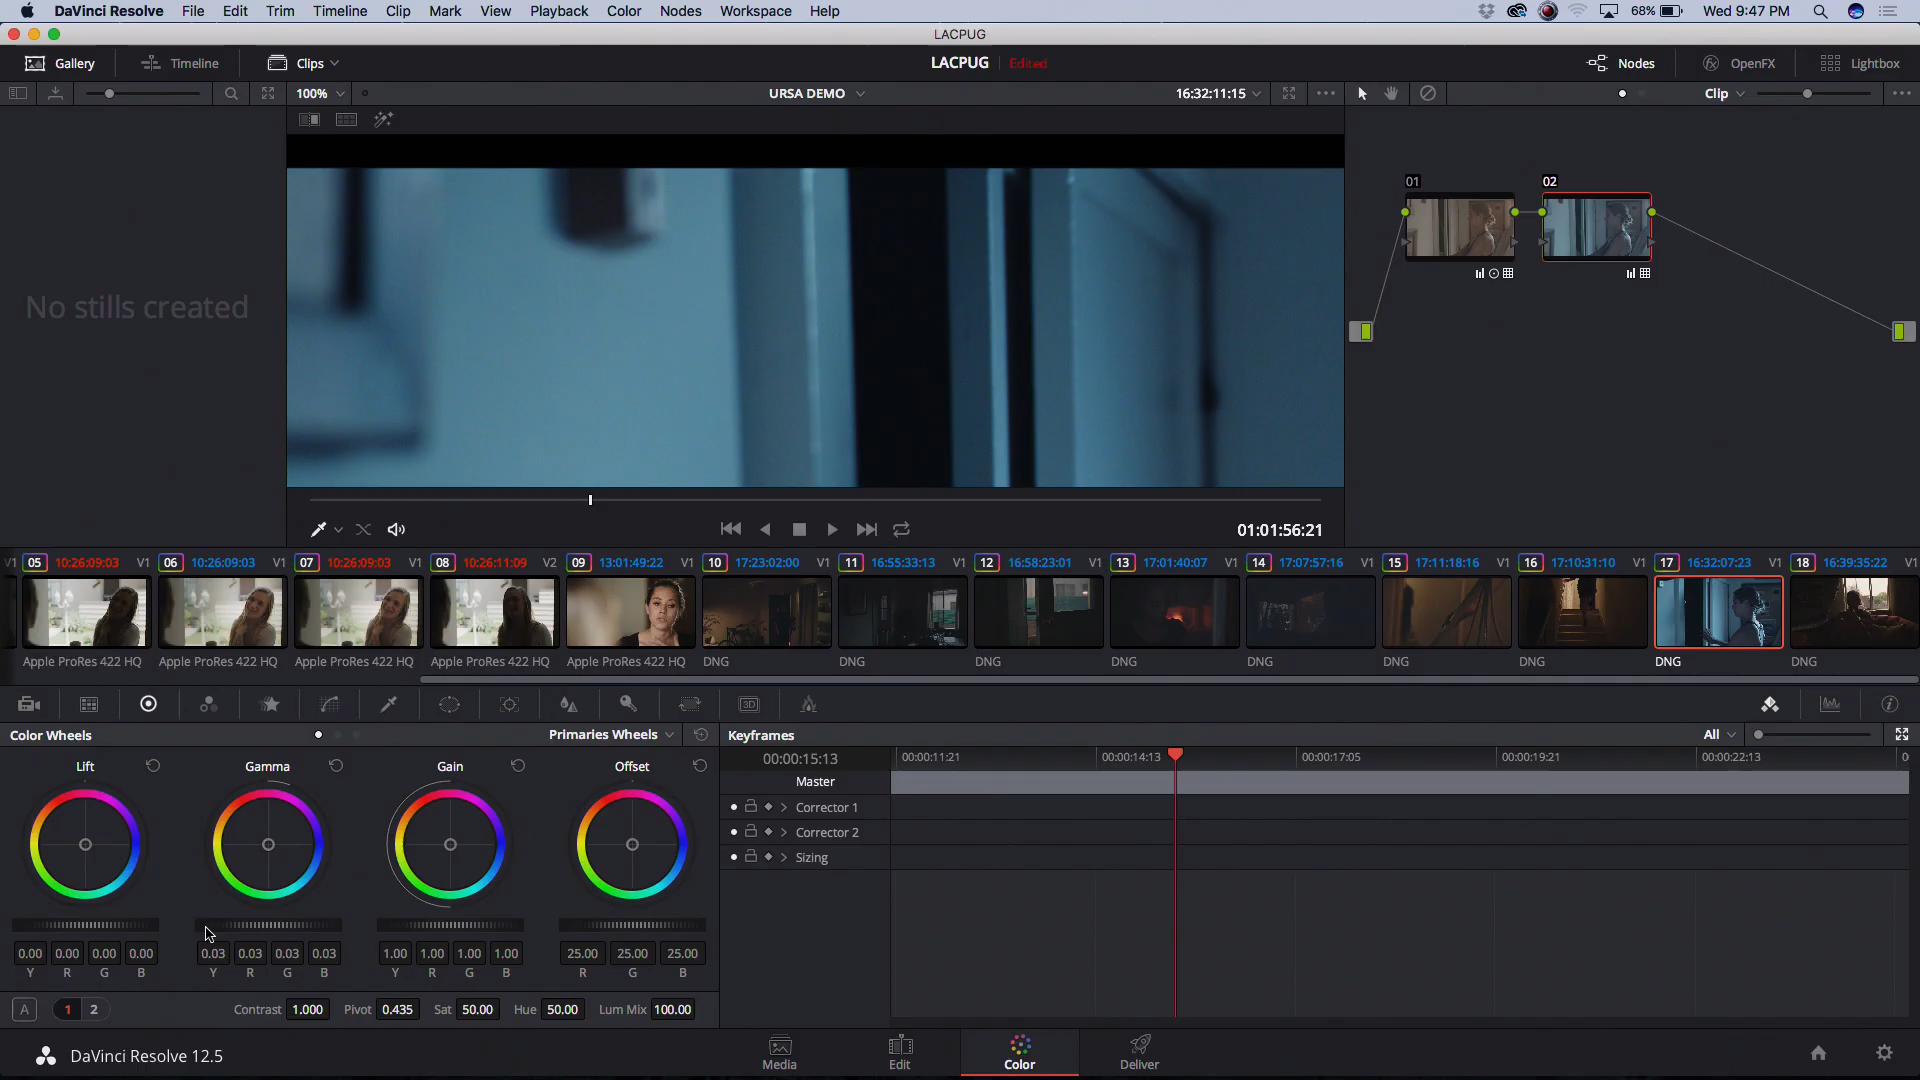 DaVinci Resolve File Edit Trim Timeline Clip Mark View Playback Color Nodes Workspace Help 68% Wed 9:47 PM
LACPUG
Gallery Timeline Clips LACPUG Edited Nodes OpenFX Lightbox
100% URSA DEMO 16:32:11:15 Clip
01 02
No stills created
01:01:56:21
V1 05 10:26:09:03 V1 06 10:26:09:03 V1 07 10:26:09:03 V1 08 10:26:11:09 V2 09 13:01:49:22 V1 10 17:23:02:00 V1 11 16:55:33:13 V1 12 16:58:23:01 V1 13 17:01:40:07 V1 14 17:07:57:16 V1 15 17:11:18:16 V1 16 17:10:31:10 V1 17 16:32:07:23 V1 18 16:39:35:22 V1
Apple ProRes 422 HQ Apple ProRes 422 HQ Apple ProRes 422 HQ Apple ProRes 422 HQ Apple ProRes 422 HQ DNG DNG DNG DNG DNG DNG DNG DNG DNG
3D
Color Wheels Primaries Wheels Keyframes All
00:00:15:13 00:00:11:21 00:00:14:13 00:00:17:05 00:00:19:21 00:00:22:13 0
Lift Gamma Gain Offset
Master
Corrector 1
Corrector 2
Sizing
0.00 0.00 0.00 0.00 0.03 0.03 0.03 0.03 1.00 1.00 1.00 1.00 25.00 25.00 25.00
Y R G B Y R G B Y R G B R G B
A 1 2 Contrast 1.000 Pivot 0.435 Sat 50.00 Hue 50.00 Lum Mix 100.00
DaVinci Resolve 12.5 Media Edit Color Deliver